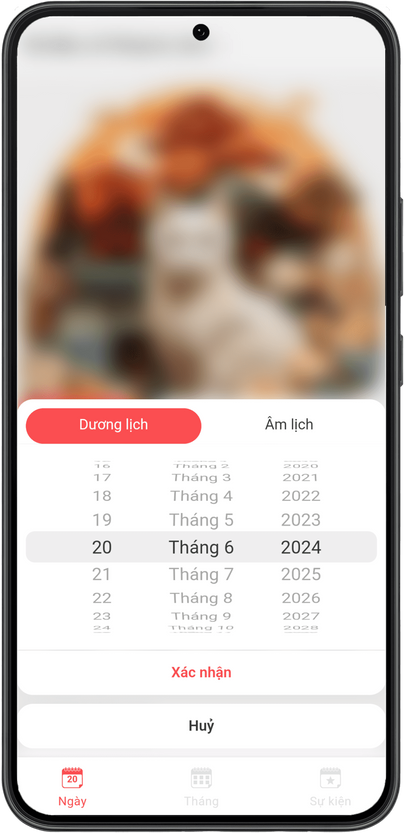 Dương lịch Âm lịch
16 Tháng 2 2020
17 Tháng 3 2021
18 Tháng 4 2022
19 Tháng 5 2023
20 Tháng 6 2024
21 Tháng 7 2025
22 Tháng 8 2026
23 Tháng 9 2027
24 Tháng 10 2028
Xác nhận
Huỷ
20
Ngày Tháng Sự kiện